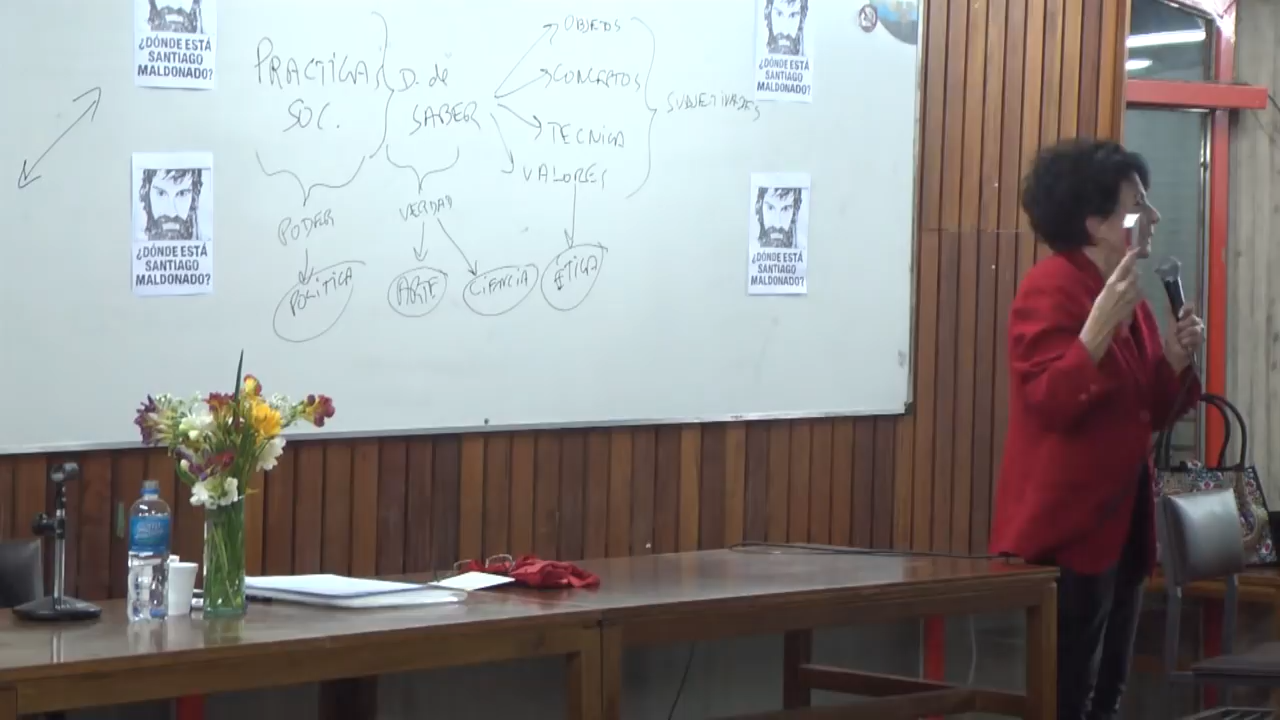 ¿DÓNDE ESTÁ
SANTIAGO
MALDONADO?
PRACTICAS
SOC.
D. de
SABER
OBJETOS
CONCEPTOS
TECNICA
VALORES
SUBJETIVIDADES
PODER
POLITICA
VERDAD
ARTE
CIENCIA
ETICA
¿DÓNDE ESTÁ
SANTIAGO
MALDONADO?
¿DÓNDE ESTÁ
SANTIAGO
MALDONADO?
¿DÓNDE ESTÁ
SANTIAGO
MALDONADO?